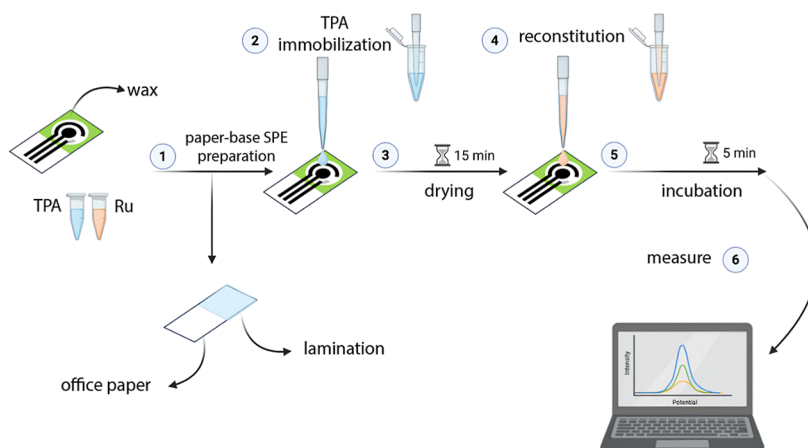 2
TPA
immobilization
4
reconstitution
wax
1
paper-base SPE
preparation
3
15 min
drying
5
5 min
incubation
TPA
Ru
measure
6
lamination
office paper
Intensity
Potential